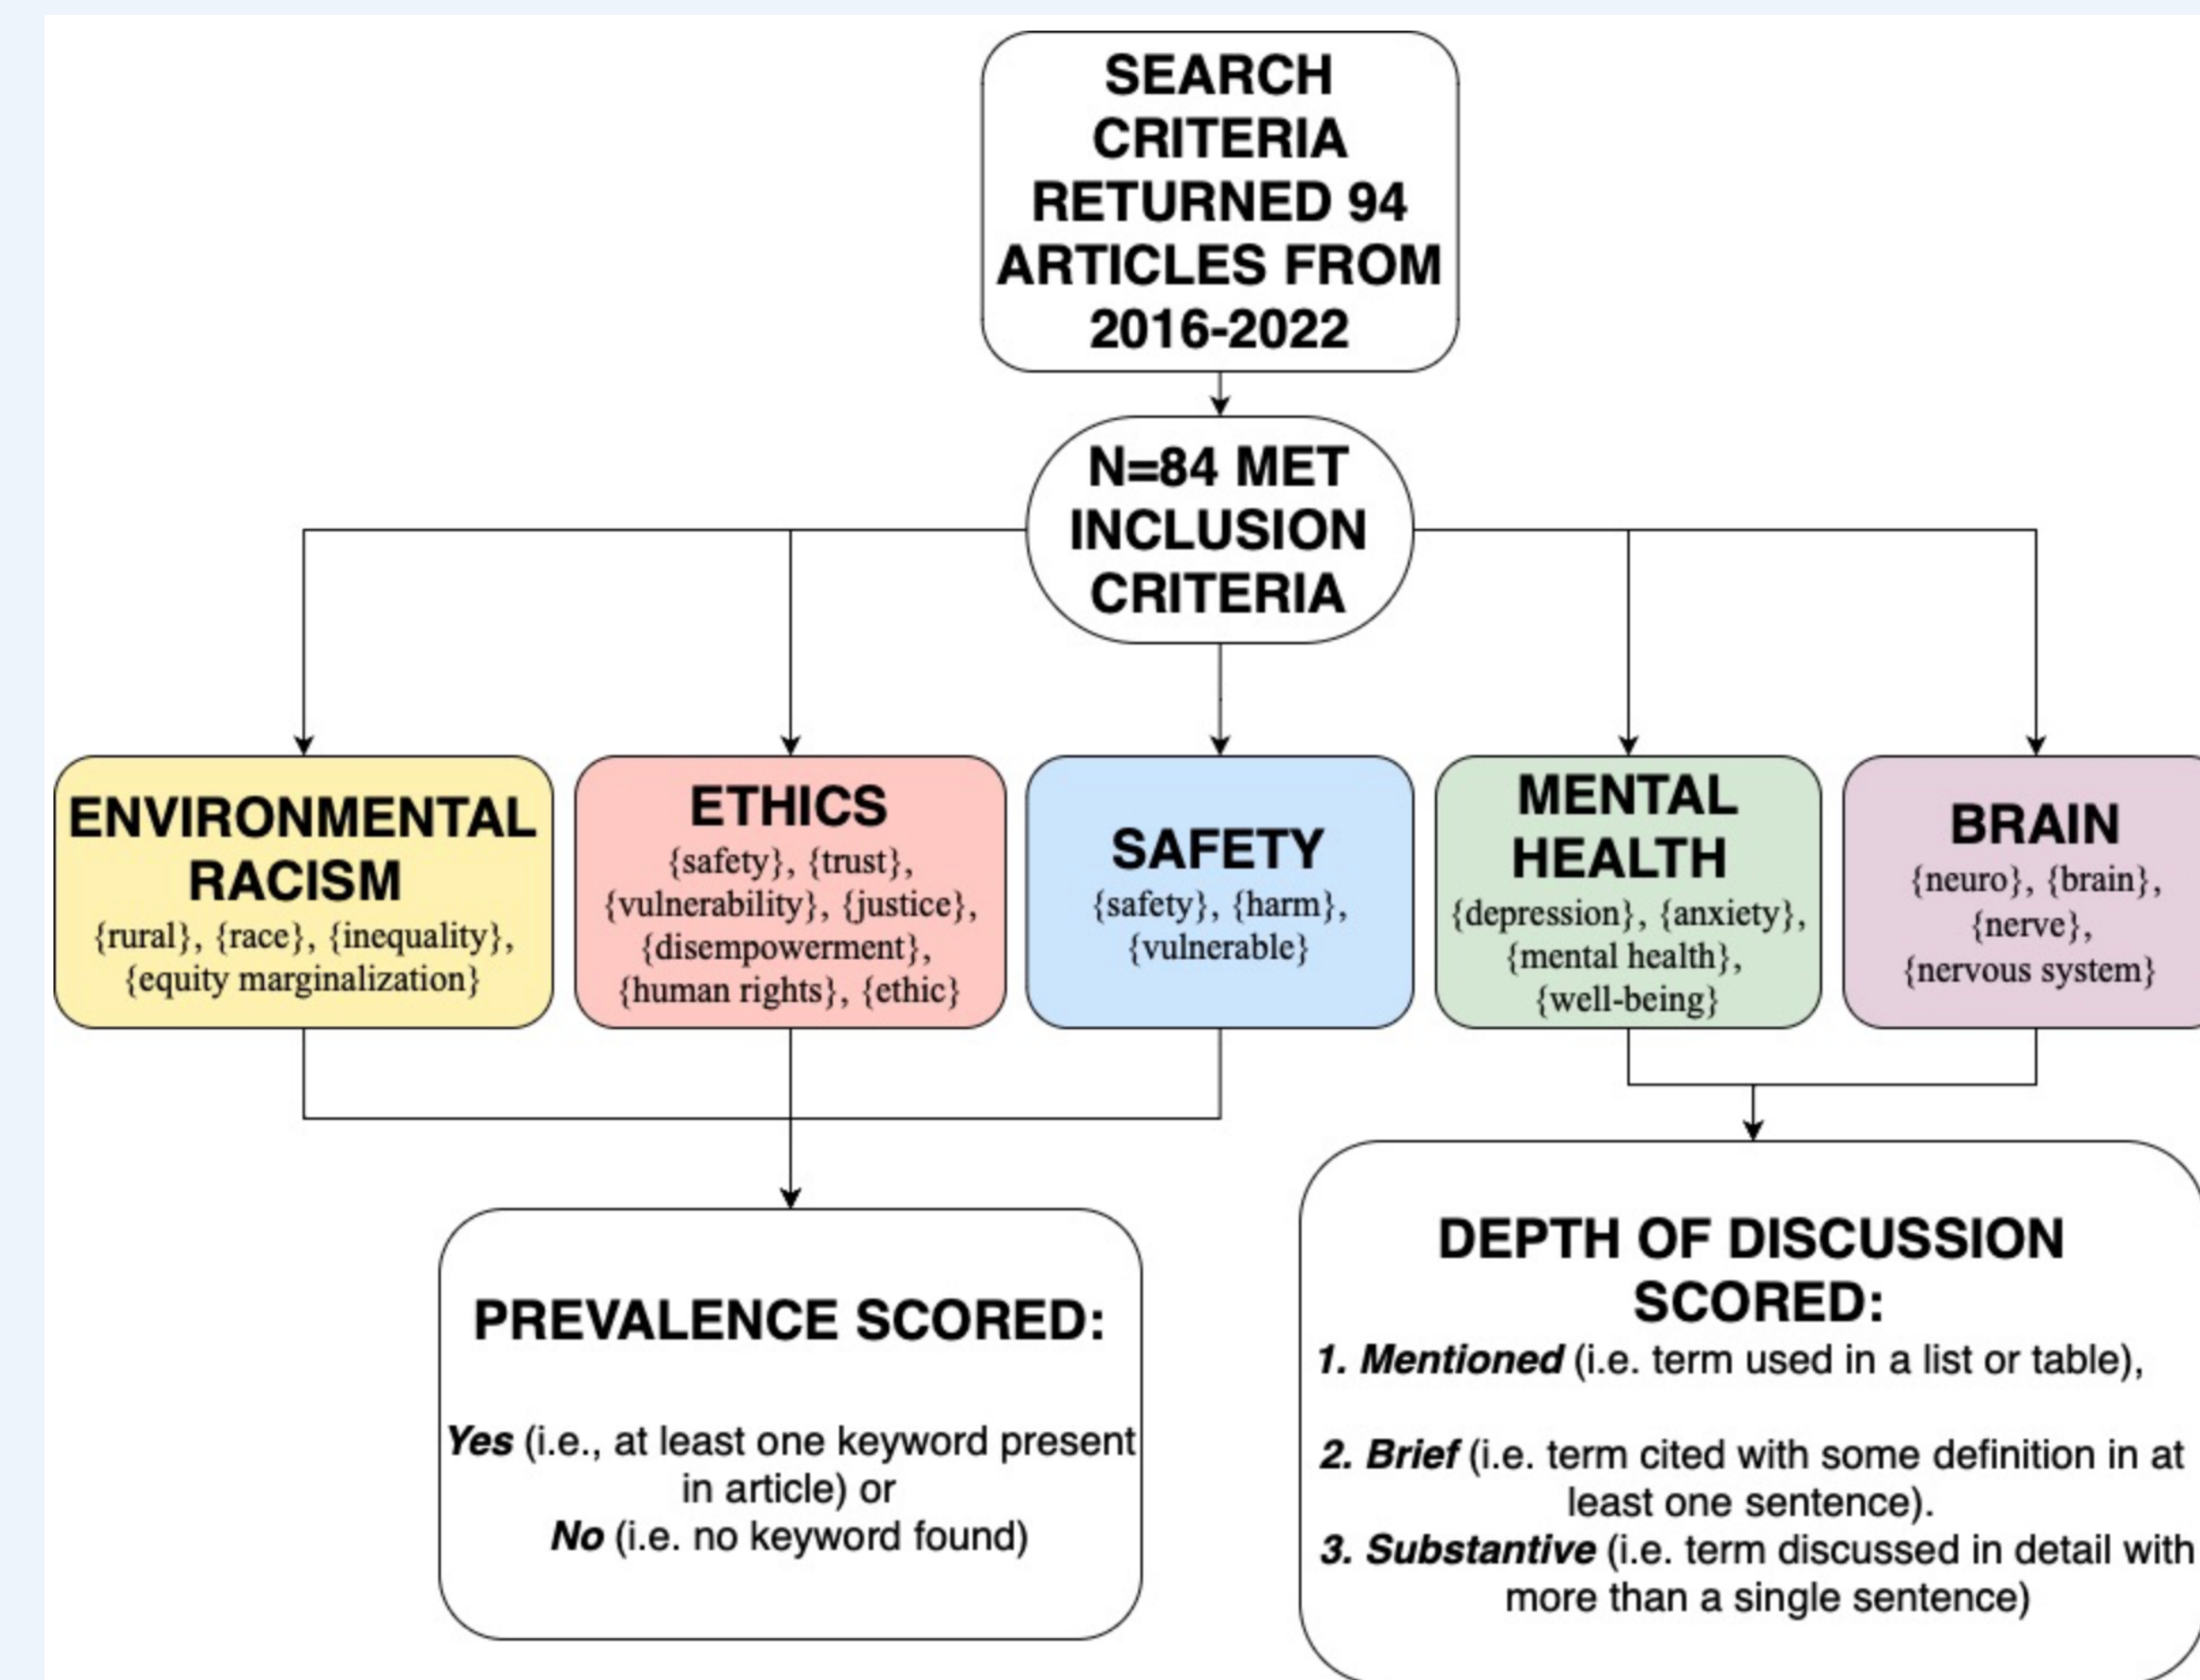 SEARCH
CRITERIA
RETURNED 94
ARTICLES FROM
2016-2022
N=84 MET
INCLUSION
CRITERIA
ENVIRONMENTAL
RACISM
{rural}, {race}, {inequality},
{equity marginalization}
ETHICS
{safety}, {trust},
{vulnerability}, {justice},
{disempowerment},
{human rights}, {ethic}
SAFETY
{safety}, {harm},
{vulnerable}
MENTAL
HEALTH
{depression}, {anxiety},
{mental health},
{well-being}
BRAIN
{neuro}, {brain},
{nerve},
{nervous system}
PREVALENCE SCORED:
Yes (i.e., at least one keyword present
in article) or
No (i.e. no keyword found)
DEPTH OF DISCUSSION
SCORED:
1. Mentioned (i.e. term used in a list or table),
2. Brief (i.e. term cited with some definition in at
least one sentence).
3. Substantive (i.e. term discussed in detail with
more than a single sentence)